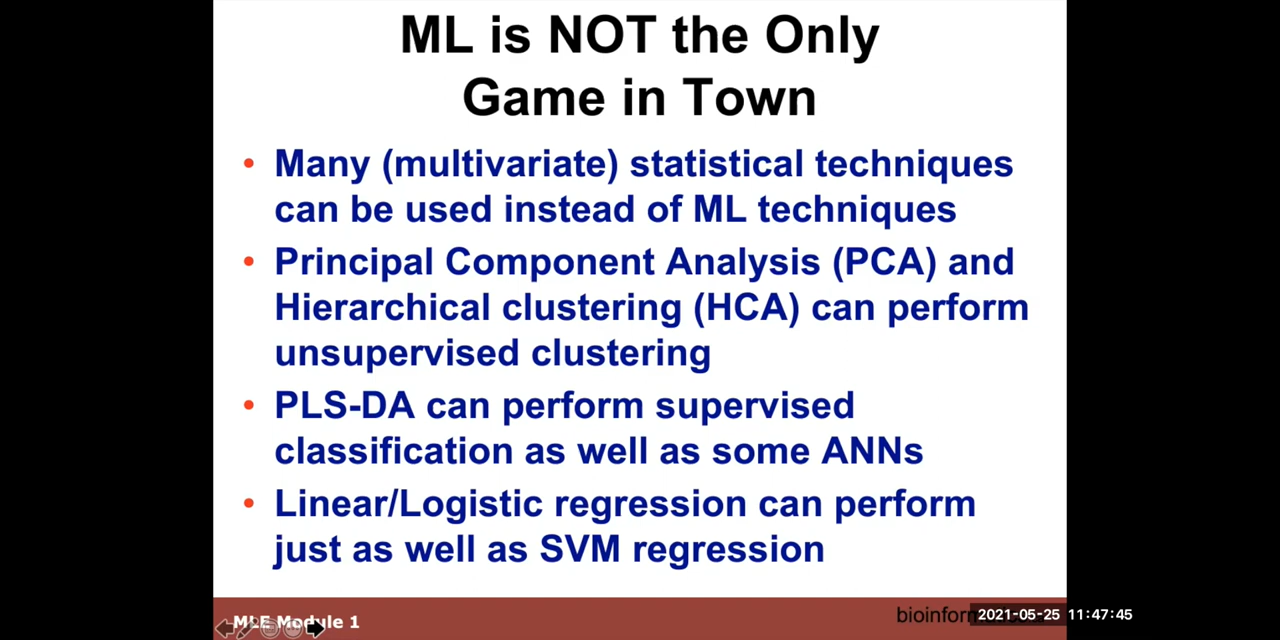 ML is NOT the Only
Game in Town
• Many (multivariate) statistical techniques
can be used instead of ML techniques
• Principal Component Analysis (PCA) and
Hierarchical clustering (HCA) can perform
unsupervised clustering
• PLS-DA can perform supervised
classification as well as some ANNs
• Linear/Logistic regression can perform
just as well as SVM regression
MLE Module 1
2021-05-25 11:47:45